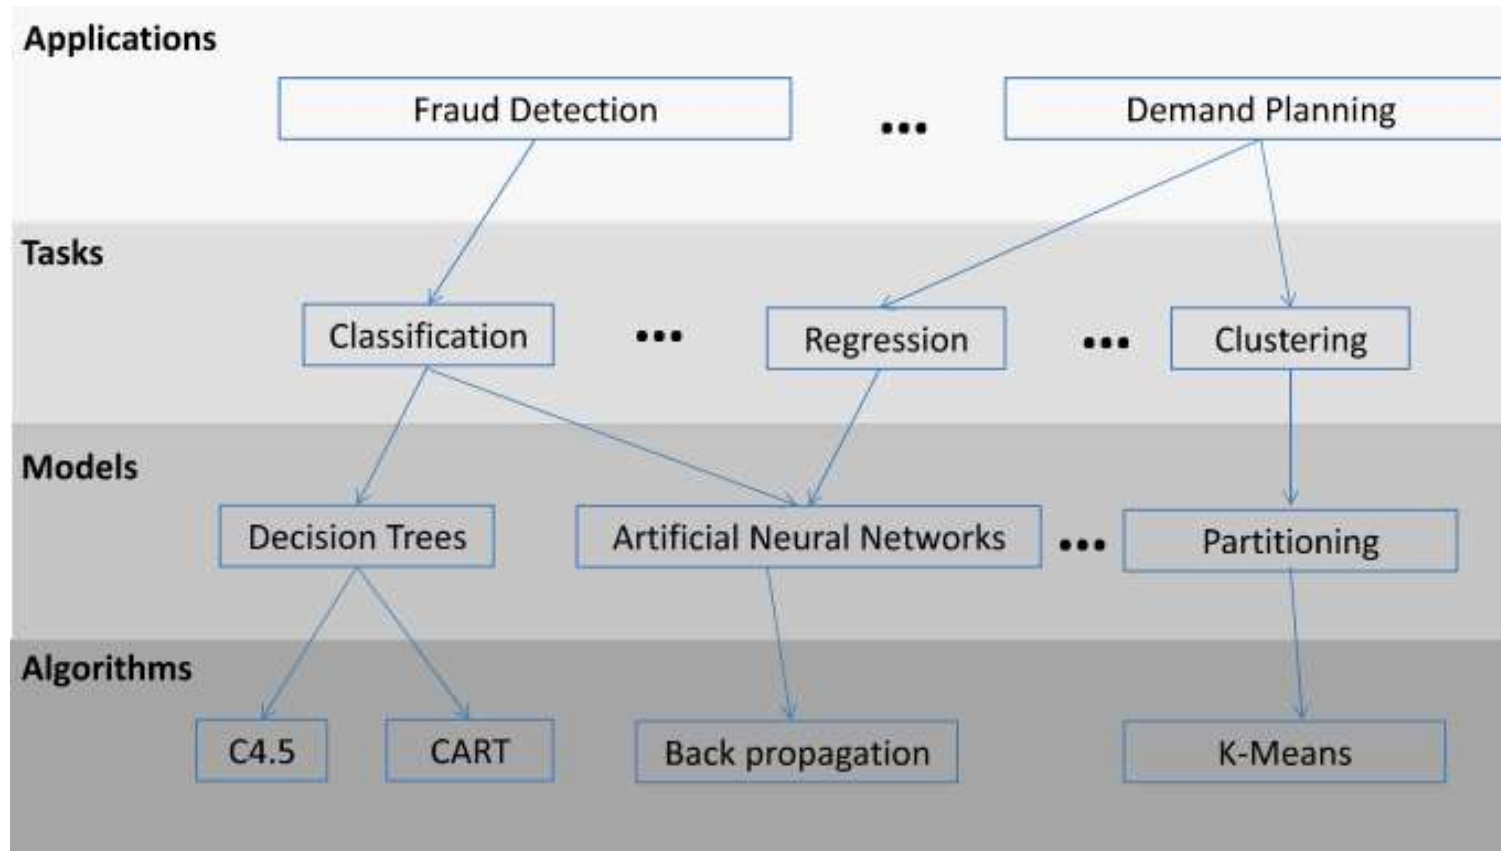 Applications
Fraud Detection ... Demand Planning
Tasks
Classification ... Regression ... Clustering
Models
Decision Trees Artificial Neural Networks ... Partitioning
Algorithms
C4.5 CART Back propagation K-Means